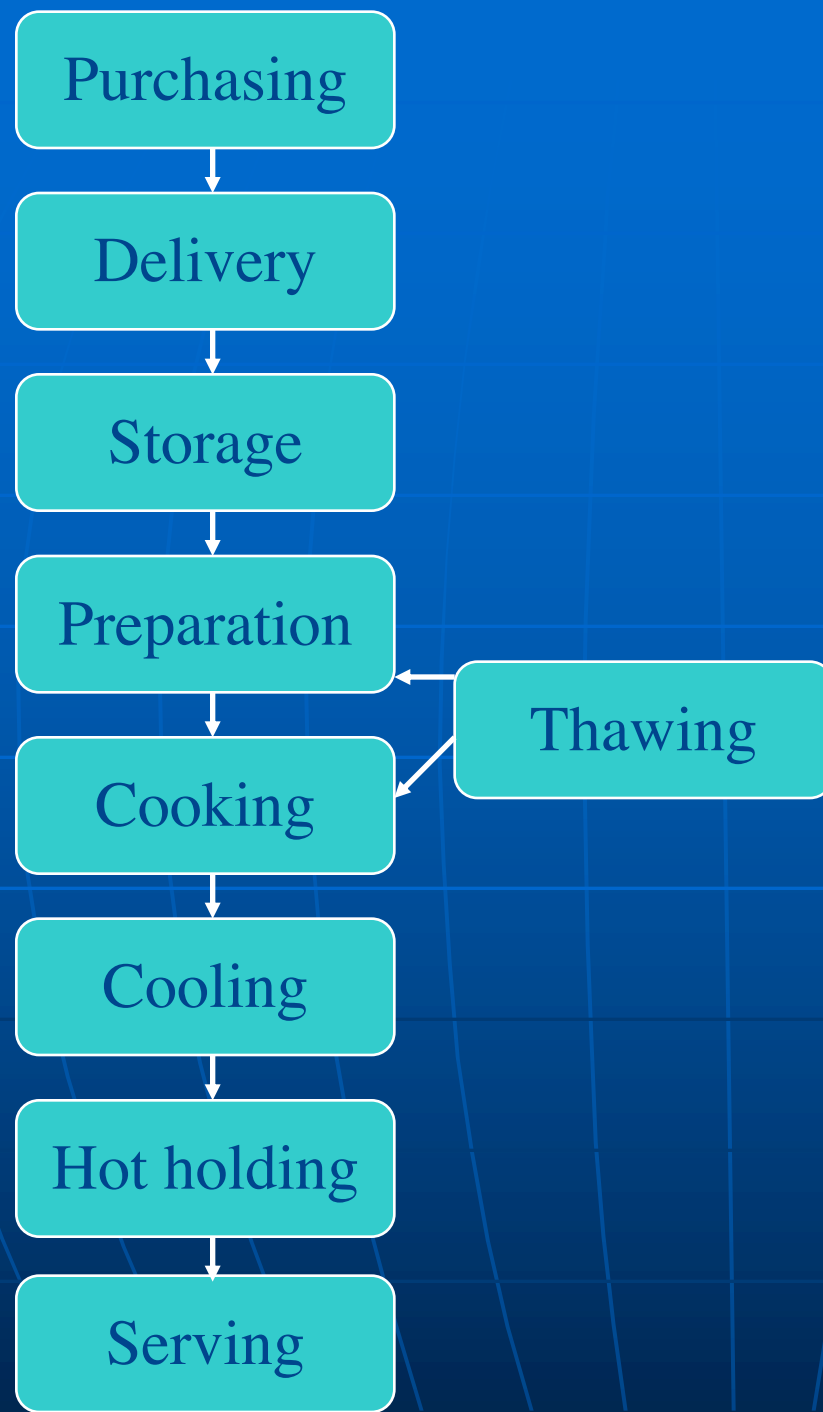 Purchasing
Delivery
Storage
Preparation
Thawing
Cooking
Cooling
Hot holding
Serving